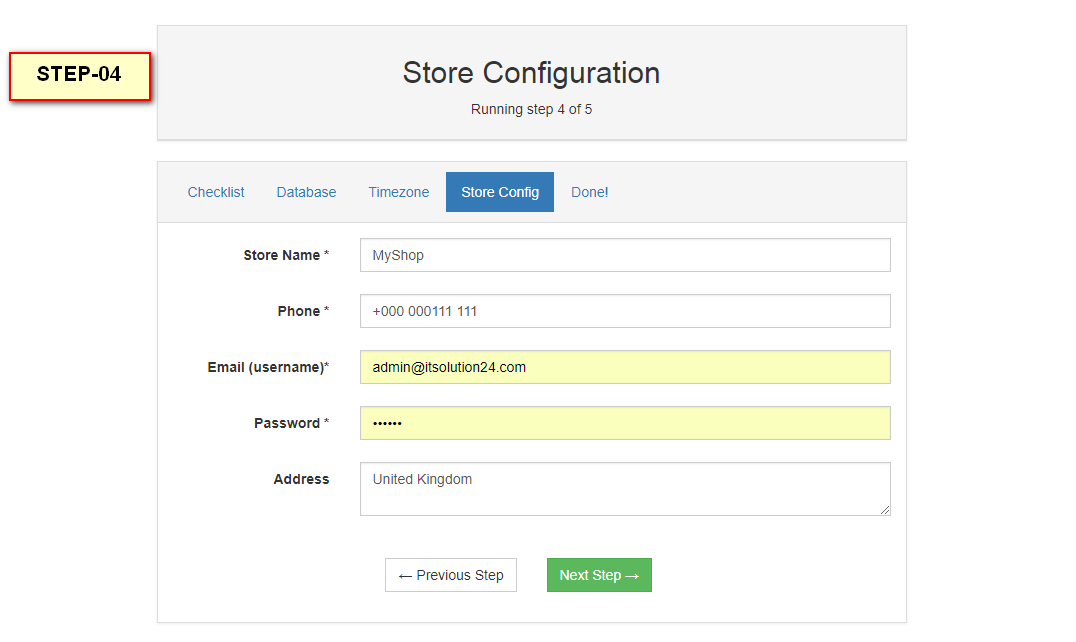 STEP-04
Store Configuration
Running step 4 of 5
Checklist Database Timezone Store Config Done!
Store Name * MyShop
Phone * +000 000111 111
Email (username)* admin@itsolution24.com
Password * ••••••
Address United Kingdom
← Previous Step Next Step →